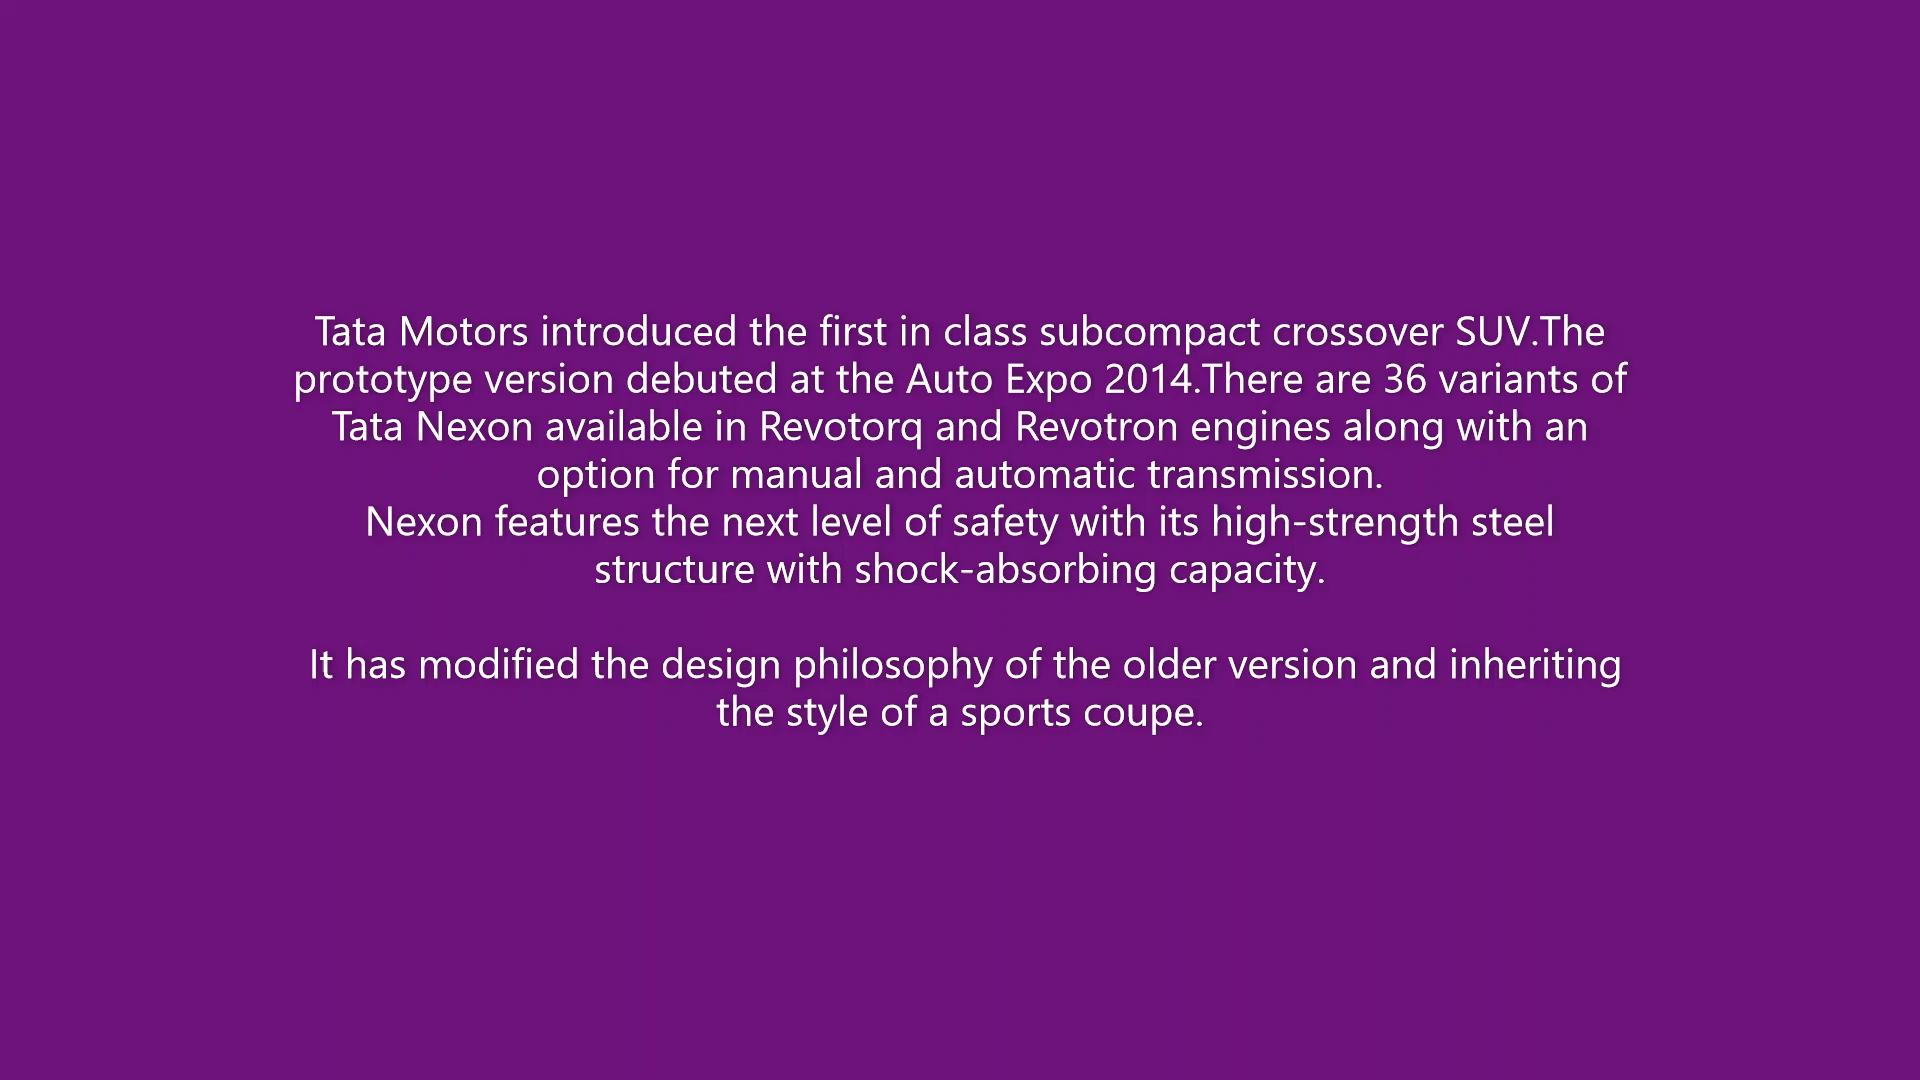 Tata Motors introduced the first in class subcompact crossover SUV.The
prototype version debuted at the Auto Expo 2014.There are 36 variants of
Tata Nexon available in Revotorq and Revotron engines along with an
option for manual and automatic transmission.
Nexon features the next level of safety with its high-strength steel
structure with shock-absorbing capacity.
It has modified the design philosophy of the older version and inheriting
the style of a sports coupe.